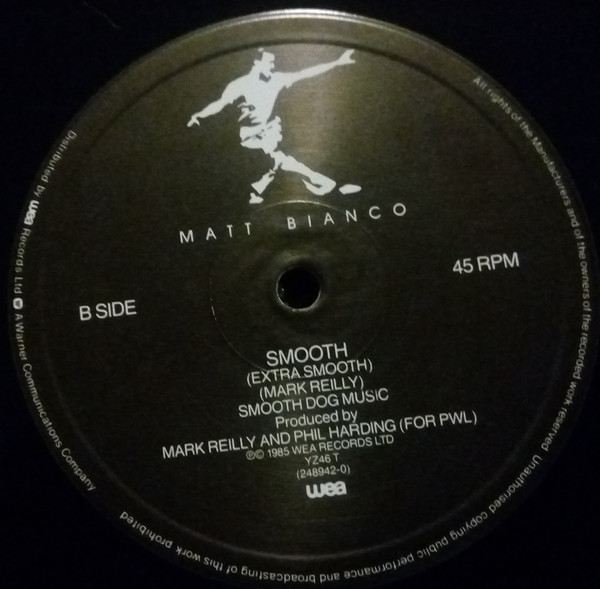 MATT BIANCO
B SIDE
45 RPM
SMOOTH
(EXTRA SMOOTH)
(MARK REILLY)
SMOOTH DOG MUSIC
Produced by
MARK REILLY AND PHIL HARDING (FOR PWL)
℗© 1985 WEA RECORDS LTD
YZ46 T
(248942-0)
wea
Distributed by wea Records Ltd A Warner Communications Company
All rights of the Manufacturers and of the owners of the recorded work reserved Unauthorised copying public performance and broadcasting of this work prohibited